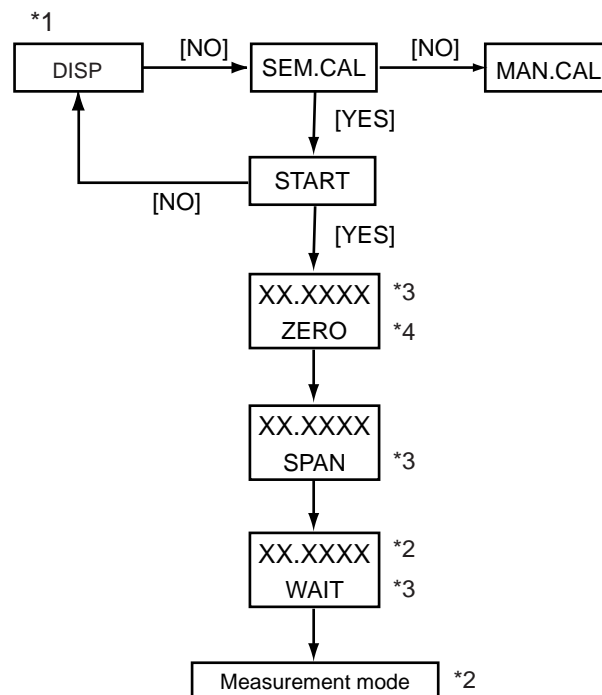 *1
[NO]
[NO]
DISP
SEM.CAL
MAN.CAL
[YES]
START
[NO]
[YES]
XX.XXXX *3
ZERO *4
XX.XXXX
SPAN *3
XX.XXXX *2
WAIT *3
Measurement mode *2